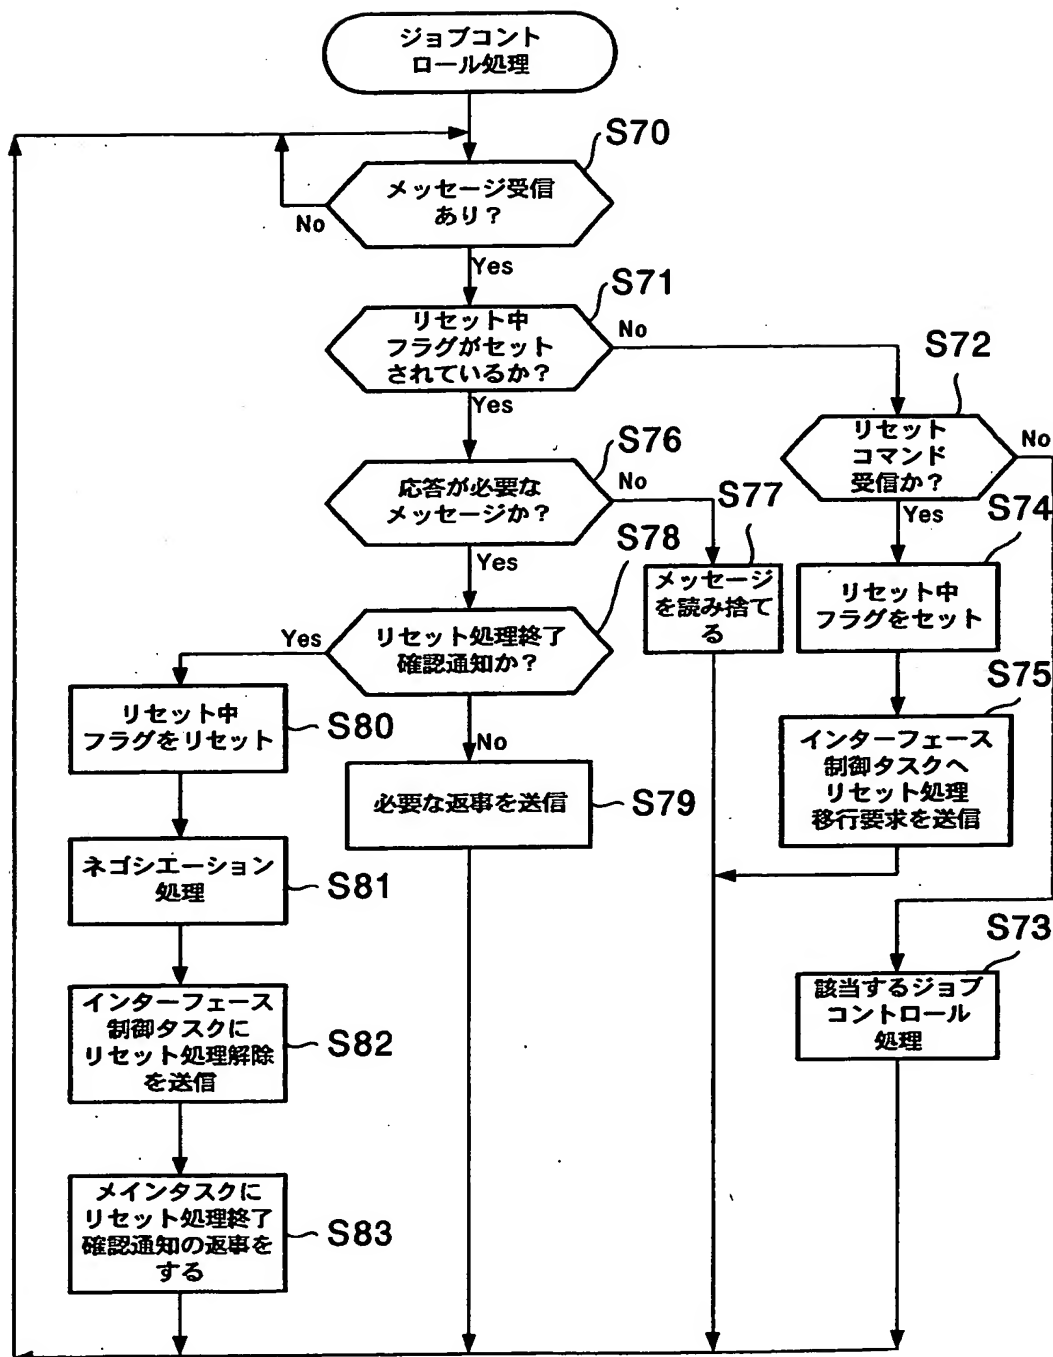 ジョブコント
ロール処理
S70
メッセージ受信
あり？
No
Yes
S71
リセット中
フラグがセット
されているか？
No
Yes
S72
リセット
コマンド
受信か？
No
Yes
S76
応答が必要な
メッセージか？
No
Yes
S77
メッセージ
を読み捨て
る
S74
リセット中
フラグをセット
S78
リセット処理終了
確認通知か？
Yes
No
S75
インターフェース
制御タスクへ
リセット処理
移行要求を送信
S80
リセット中
フラグをリセット
S79
必要な返事を送信
S81
ネゴシエーション
処理
S73
該当するジョブ
コントロール
処理
S82
インターフェース
制御タスクに
リセット処理解除
を送信
S83
メインタスクに
リセット処理終了
確認通知の返事を
する